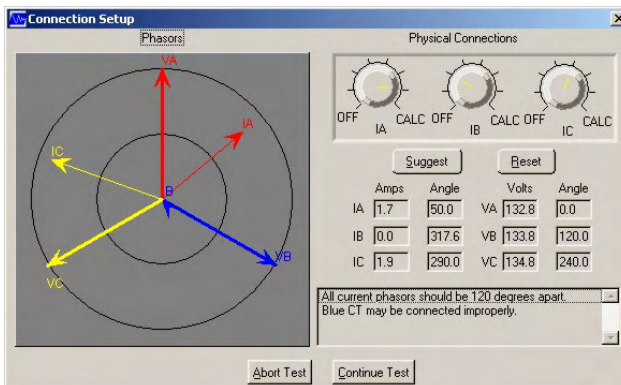 Connection Setup
Phasors
VA
IA
IC
B
VC
VB
Physical Connections
OFF IA CALC OFF IB CALC OFF IC CALC
Suggest Reset
Amps Angle Volts Angle
IA 1.7 50.0 VA 132.8 0.0
IB 0.0 317.6 VB 133.8 120.0
IC 1.9 290.0 VC 134.8 240.0
All current phasors should be 120 degrees apart.
Blue CT may be connected improperly.
Abort Test Continue Test